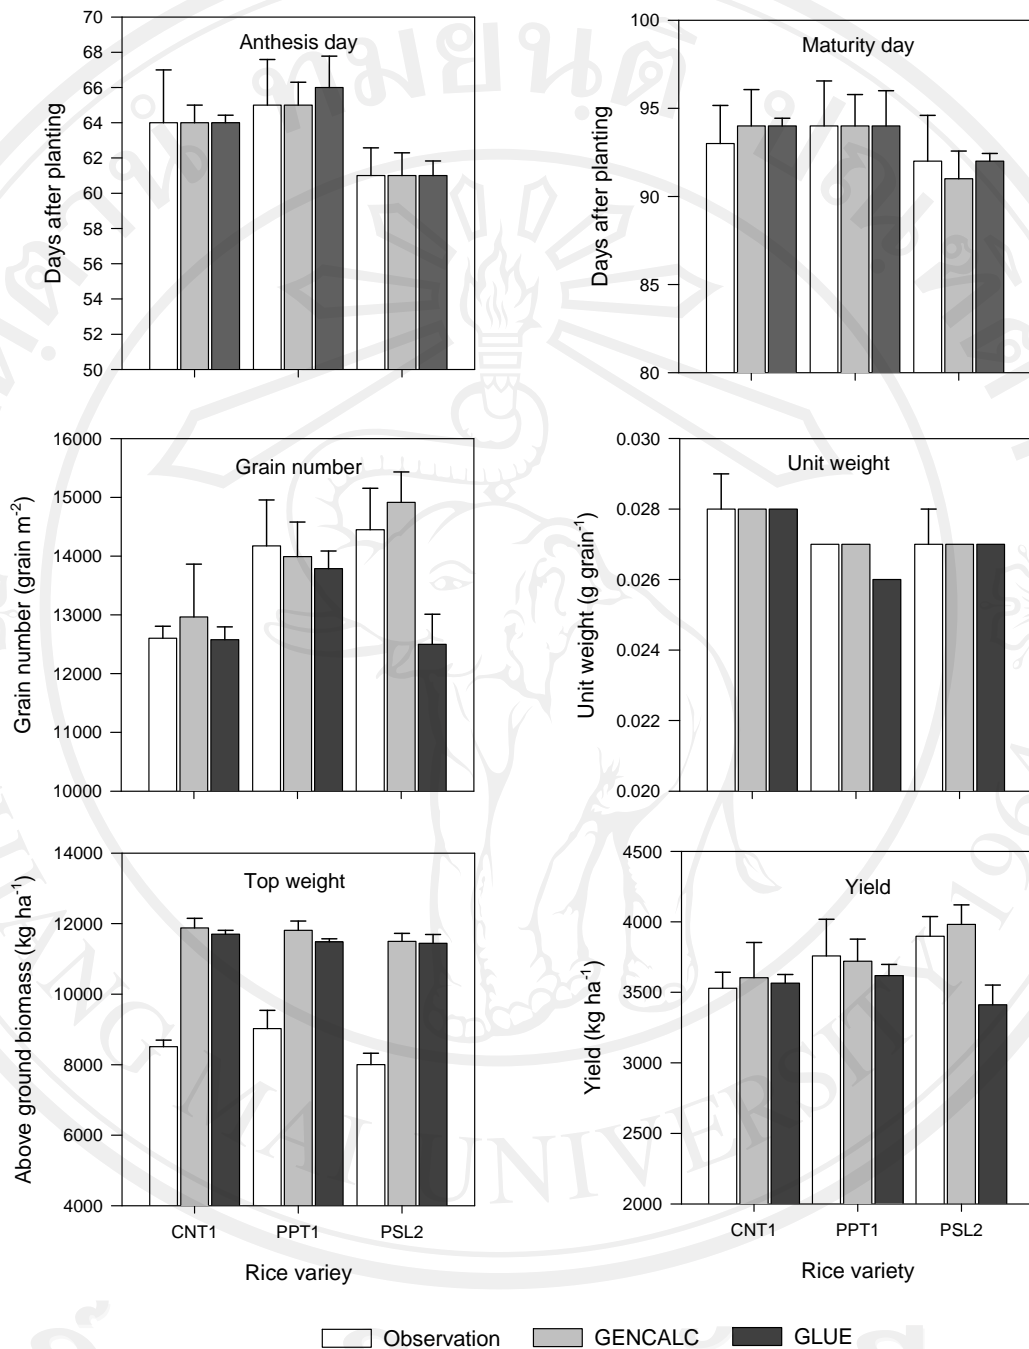 Anthesis day
Days after planting
70
68
66
64
62
60
58
56
54
52
50
Maturity day
Days after planting
100
95
90
85
80
Grain number
Grain number (grain m-2)
16000
15000
14000
13000
12000
11000
10000
Unit weight
Unit weight (g grain-1)
0.030
0.028
0.026
0.024
0.022
0.020
Top weight
Above ground biomass (kg ha-1)
14000
12000
10000
8000
6000
4000
CNT1 PPT1 PSL2
Rice variey
Yield
Yield (kg ha-1)
4500
4000
3500
3000
2500
2000
CNT1 PPT1 PSL2
Rice variety
Observation GENCALC GLUE
MAI UNIVERSITY 1964